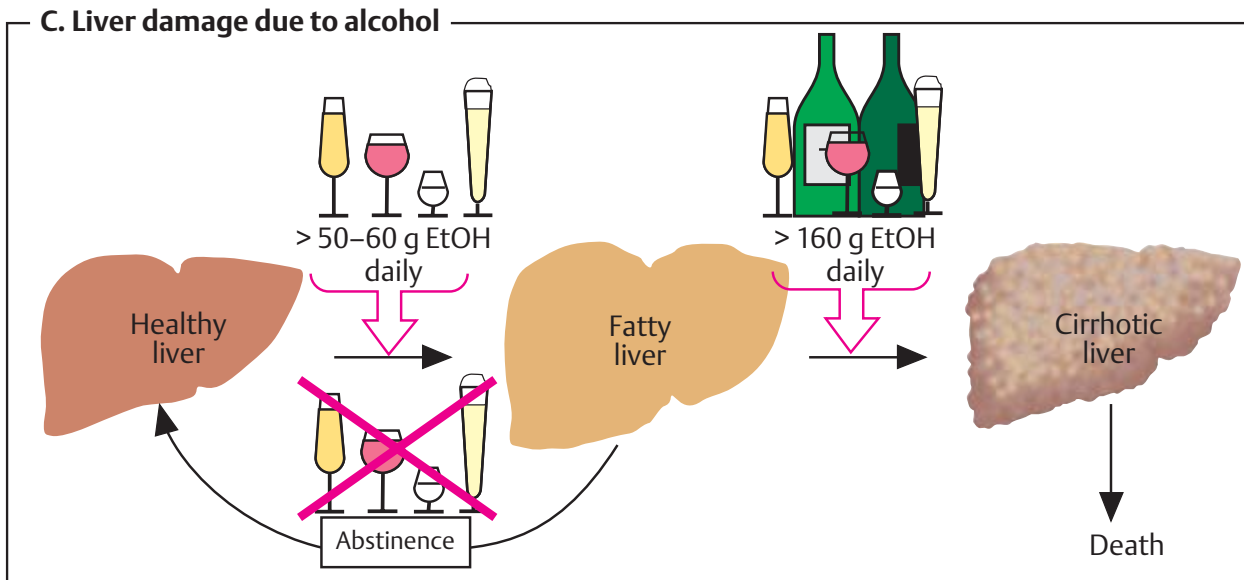 C. Liver damage due to alcohol
> 50–60 g EtOH
daily
> 160 g EtOH
daily
Healthy
liver
Fatty
liver
Cirrhotic
liver
Abstinence
Death